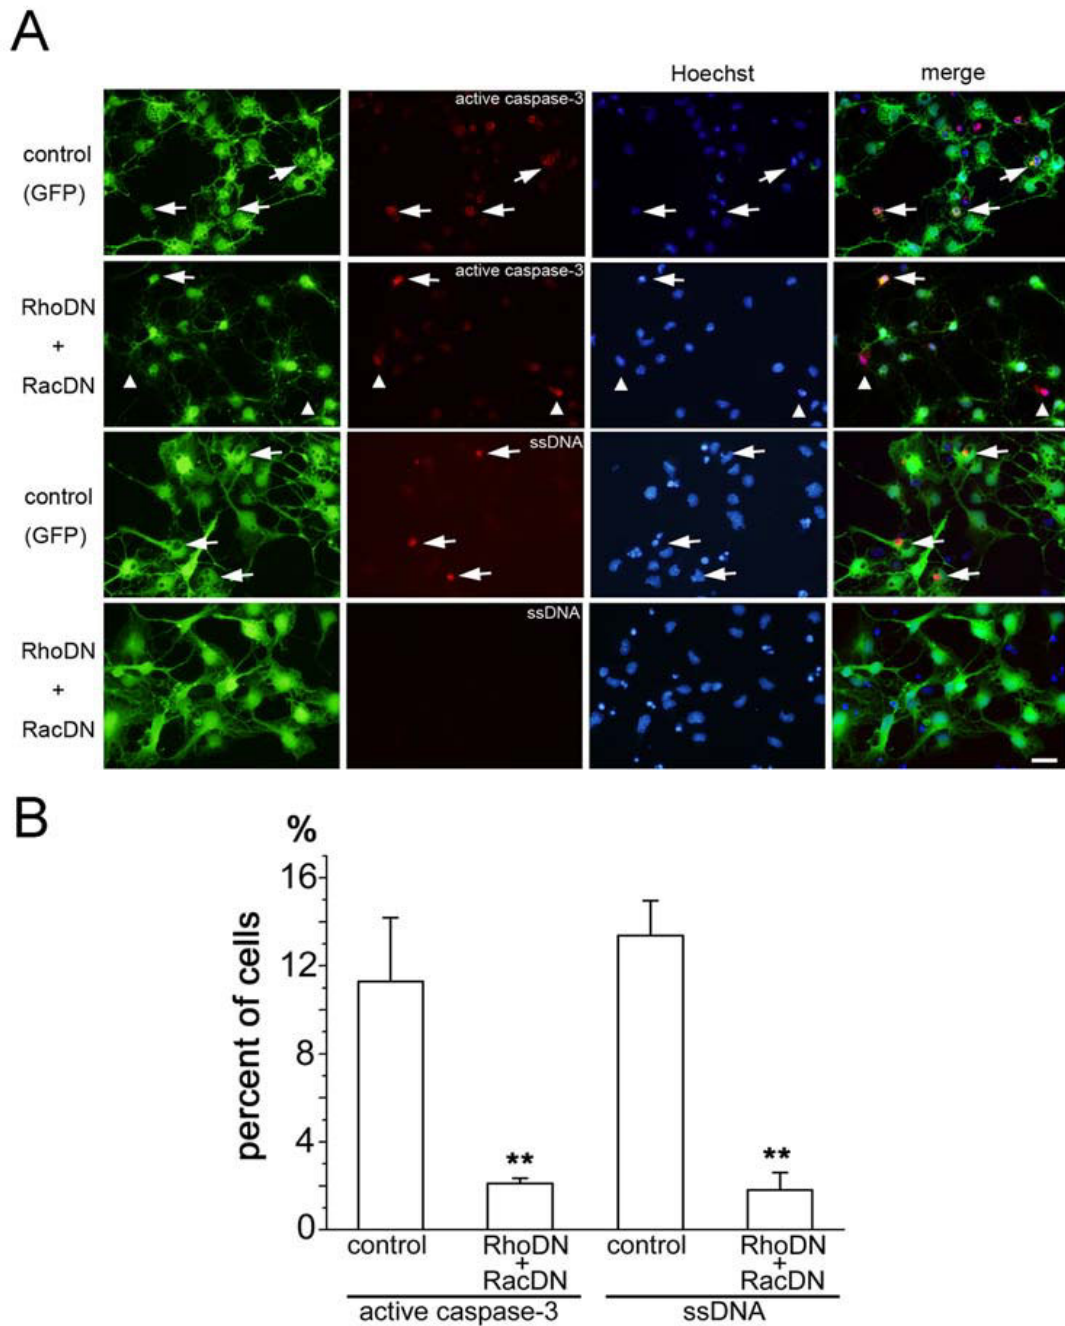 A
Hoechst
merge
control
(GFP)
active caspase-3
RhoDN
+
RacDN
active caspase-3
control
(GFP)
ssDNA
RhoDN
+
RacDN
ssDNA
B
%
percent of cells
16
12
8
4
0
**
**
control
RhoDN
+
RacDN
control
RhoDN
+
RacDN
active caspase-3
ssDNA